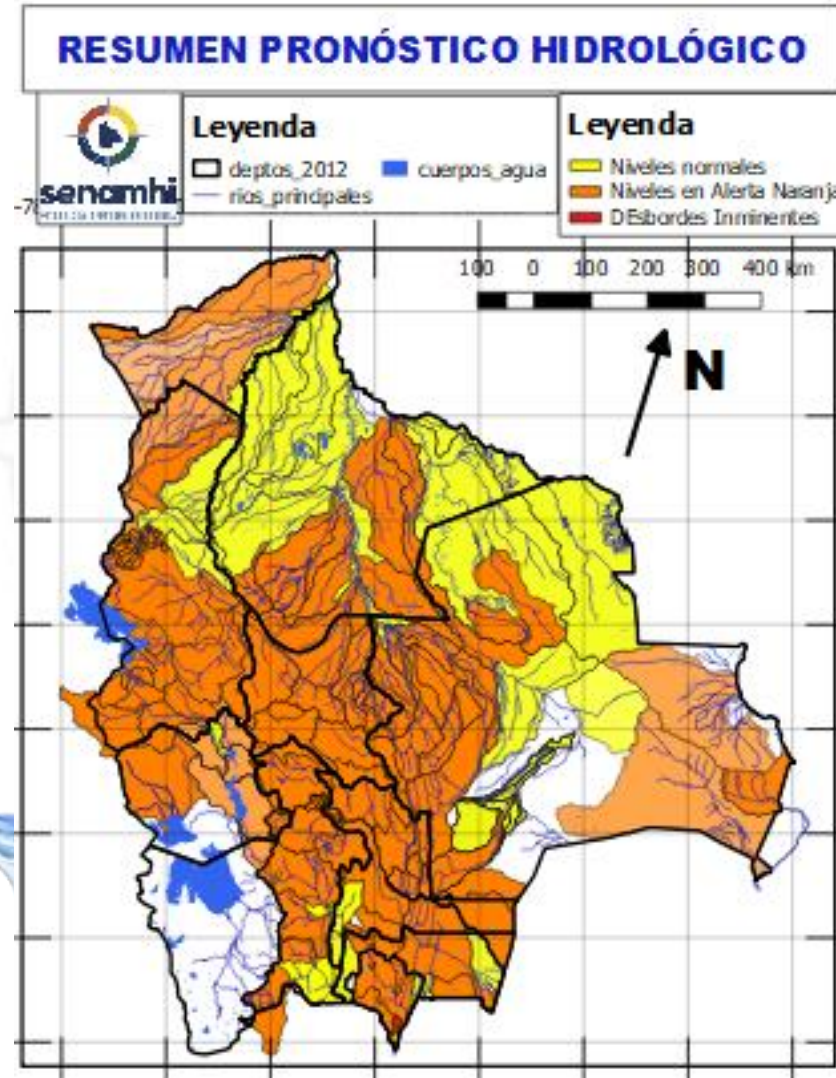 RESUMEN PRONÓSTICO HIDROLÓGICO
senamhi
Leyenda
deptos_2012
cuerpos_agua
rios_principales
Leyenda
Niveles normales
Niveles en Alerta Naranja
DEsbordes Inminentes
100 0 100 200 300 400 km
N